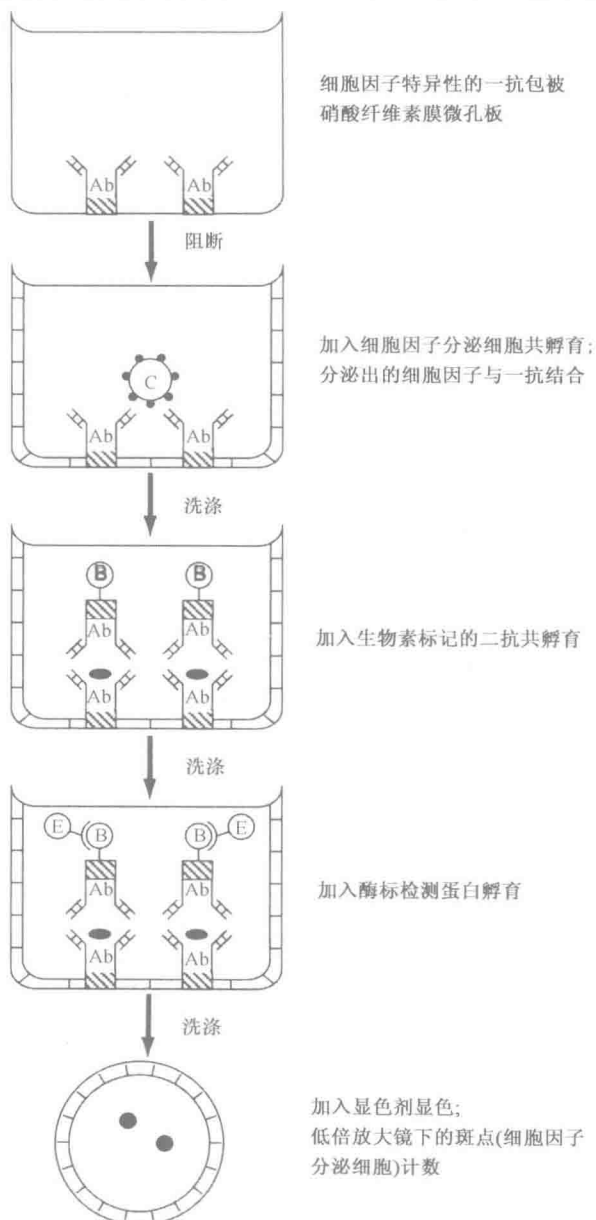 细胞因子特异性的一抗包被
硝酸纤维素膜微孔板
Ab
Ab
阻断
加入细胞因子分泌细胞共孵育;
分泌出的细胞因子与一抗结合
C
Ab
Ab
洗涤
B
B
Ab
Ab
加入生物素标记的二抗共孵育
Ab
Ab
洗涤
E
B
B
E
Ab
Ab
加入酶标检测蛋白孵育
Ab
Ab
洗涤
加入显色剂显色;
低倍放大镜下的斑点(细胞因子
分泌细胞)计数